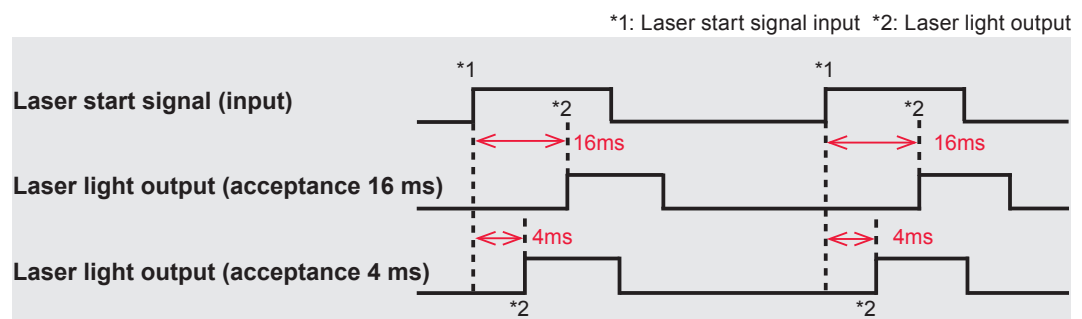 *1: Laser start signal input  *2: Laser light output
*1 *1
Laser start signal (input)
*2 *2
16ms 16ms
Laser light output (acceptance 16 ms)
4ms 4ms
Laser light output (acceptance 4 ms)
*2 *2